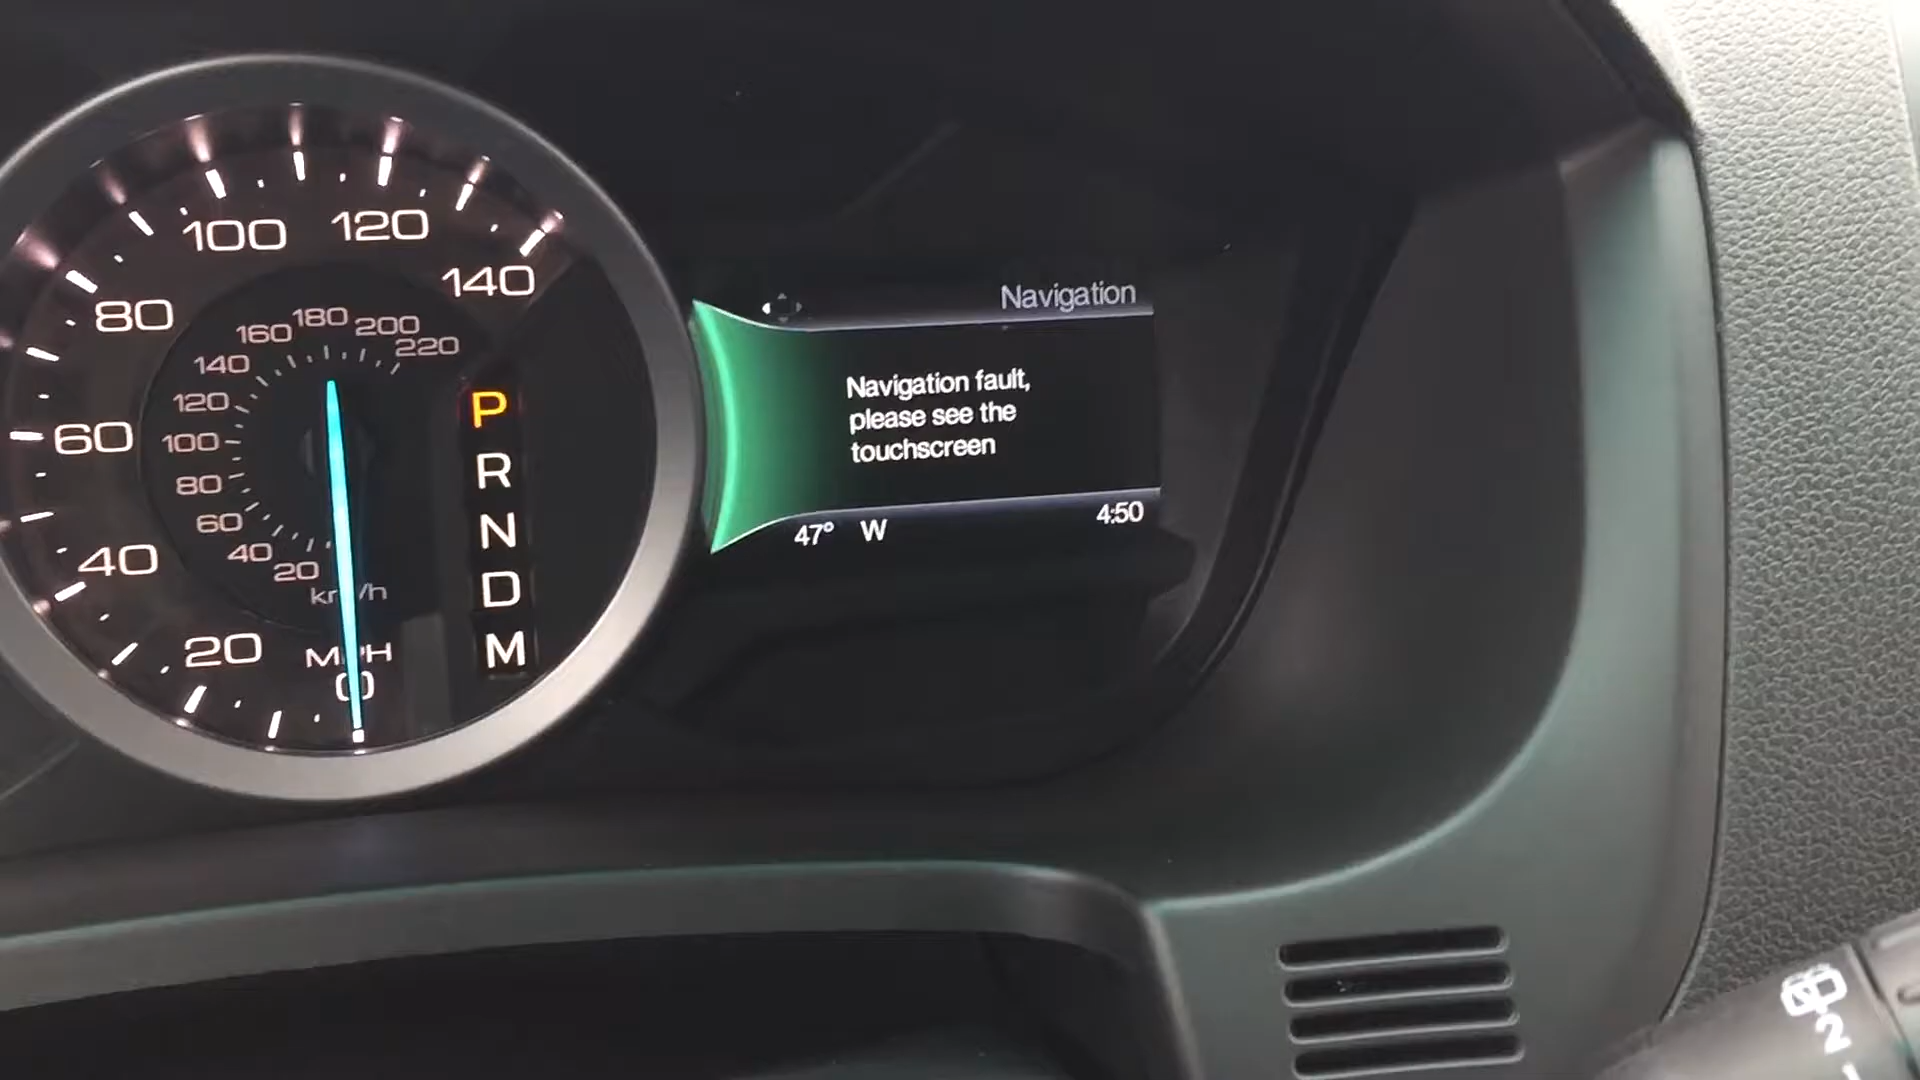 100 120
80 140
60
40
20
180
160 200
140 220
120
100
80
60
40
20
km/h
MPH
0
P
R
N
D
M
Navigation
Navigation fault,
please see the
touchscreen
47° W 4:50
2